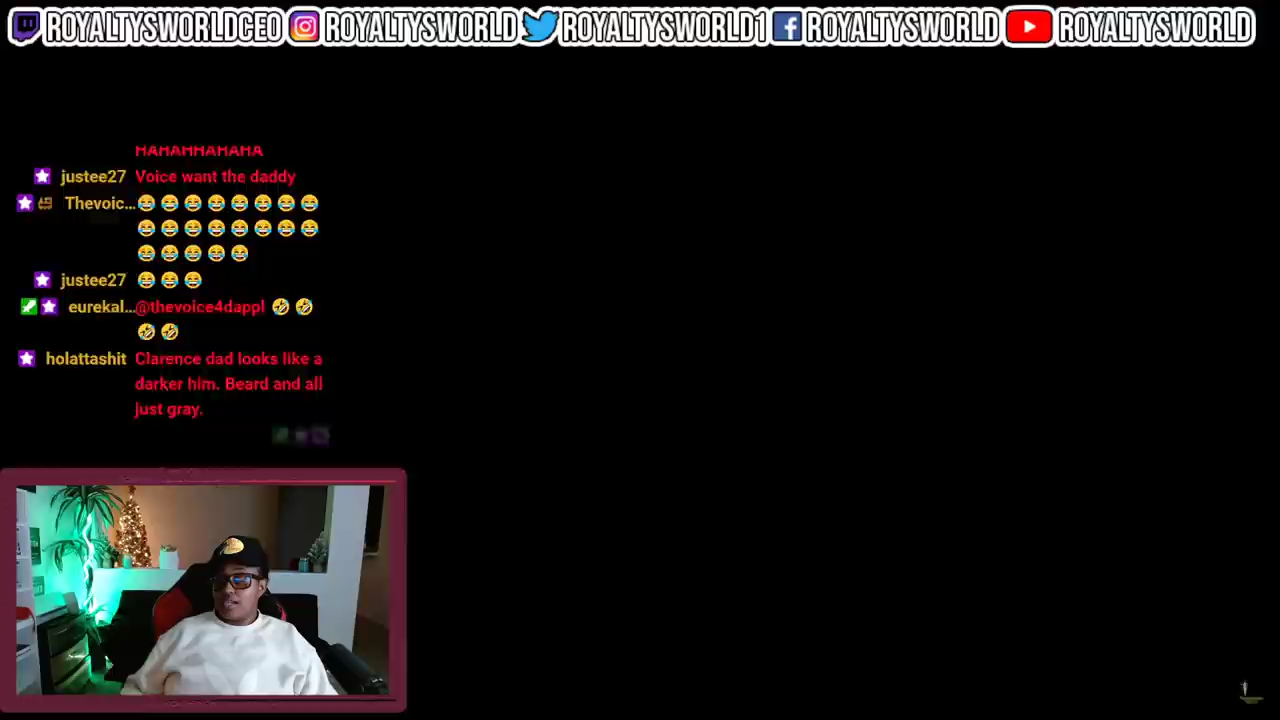 ROYALTYSWORLDCEO ROYALTYSWORLD ROYALTYSWORLD1 ROYALTYSWORLD ROYALTYSWORLD
HAHAHHAHAHA
justee27 Voice want the daddy
Thevoic... 😂😂😂😂😂😂😂😂
😂😂😂😂😂😂😂😂
😂😂😂😂😂
justee27 😂😂😂
eurekal... @thevoice4dappl 🤣🤣
🤣🤣
holattashit Clarence dad looks like a
darker him. Beard and all
just gray.